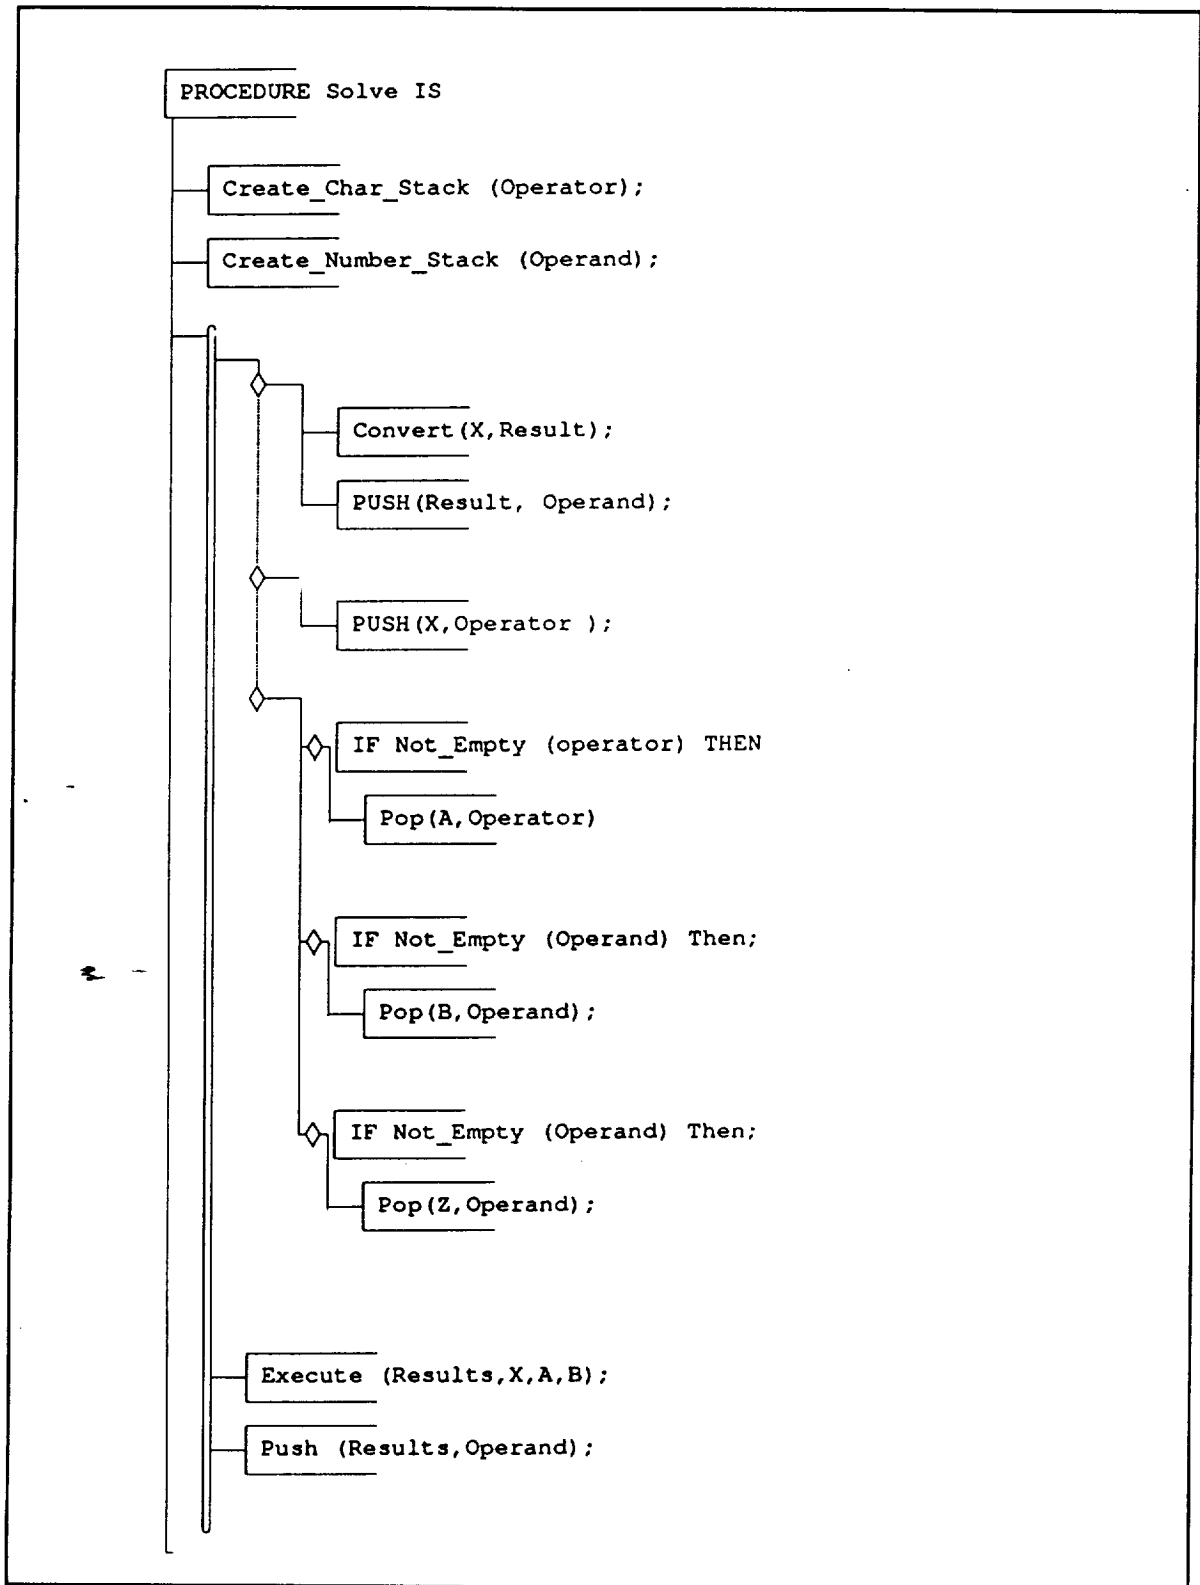 PROCEDURE Solve IS
Create_Char_Stack (Operator);
Create_Number_Stack (Operand);
Convert(X,Result);
PUSH(Result, Operand);
PUSH(X,Operator );
IF Not_Empty (operator) THEN
Pop(A,Operator)
IF Not_Empty (Operand) Then;
Pop(B,Operand);
IF Not_Empty (Operand) Then;
Pop(Z,Operand);
Execute (Results,X,A,B);
Push (Results,Operand);